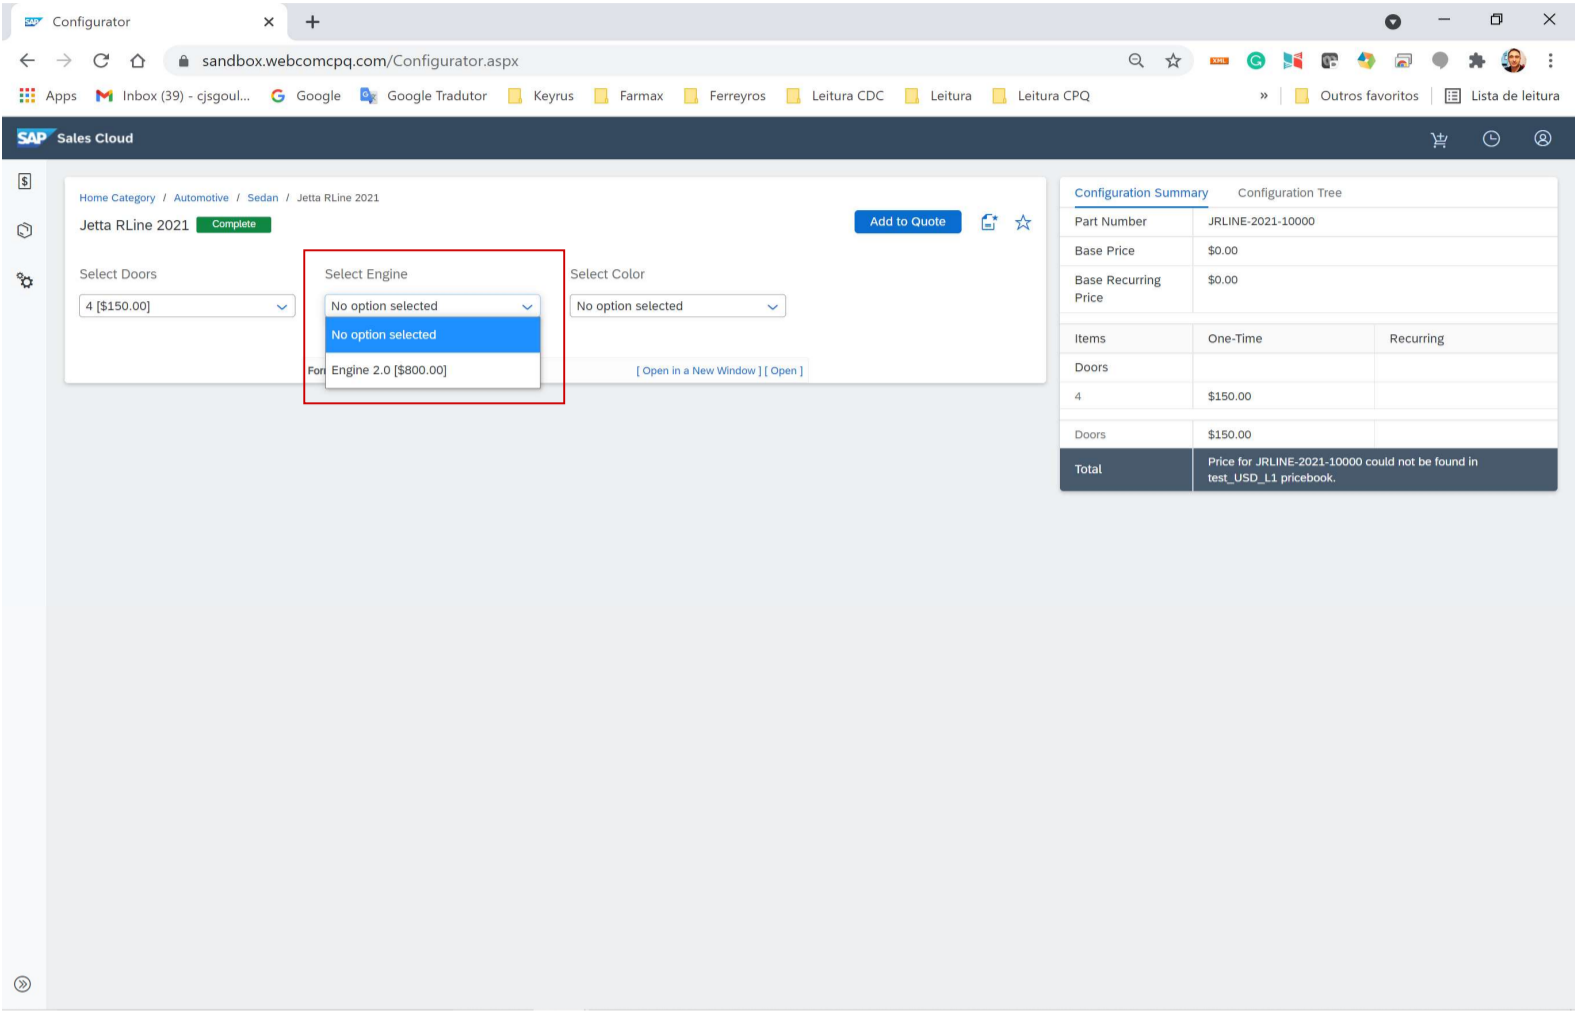 Configurator
sandbox.webcomcpq.com/Configurator.aspx
Apps Inbox (39) - cjsgoul... Google Google Tradutor Keyrus Farmax Ferreyros Leitura CDC Leitura Leitura CPQ » Outros favoritos Lista de leitura
SAP Sales Cloud
Home Category / Automotive / Sedan / Jetta RLine 2021
Jetta RLine 2021 Complete
Add to Quote
Select Doors
4 [$150.00]
Select Engine
No option selected
No option selected
Engine 2.0 [$800.00]
Select Color
No option selected
[ Open in a New Window ] [ Open ]
Configuration Summary Configuration Tree
Part Number JRLINE-2021-10000
Base Price $0.00
Base Recurring $0.00
Price
Items One-Time Recurring
Doors
4 $150.00
Doors $150.00
Total Price for JRLINE-2021-10000 could not be found in
test_USD_L1 pricebook.